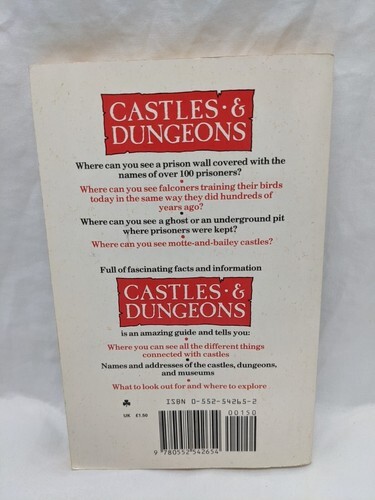 CASTLES·&
DUNGEONS
Where can you see a prison wall covered with the
names of over 100 prisoners?
Where can you see falconers training their birds
today in the same way they did hundreds of
years ago?
Where can you see a ghost or an underground pit
where prisoners were kept?
Where can you see motte-and-bailey castles?
Full of fascinating facts and information
CASTLES·&
DUNGEONS
is an amazing guide and tells you:
Where you can see all the different things
connected with castles
Names and addresses of the castles, dungeons,
and museums
What to look out for and where to explore
ISBN 0-552-54265-2
00150
UK £1.50
9 780552 542654